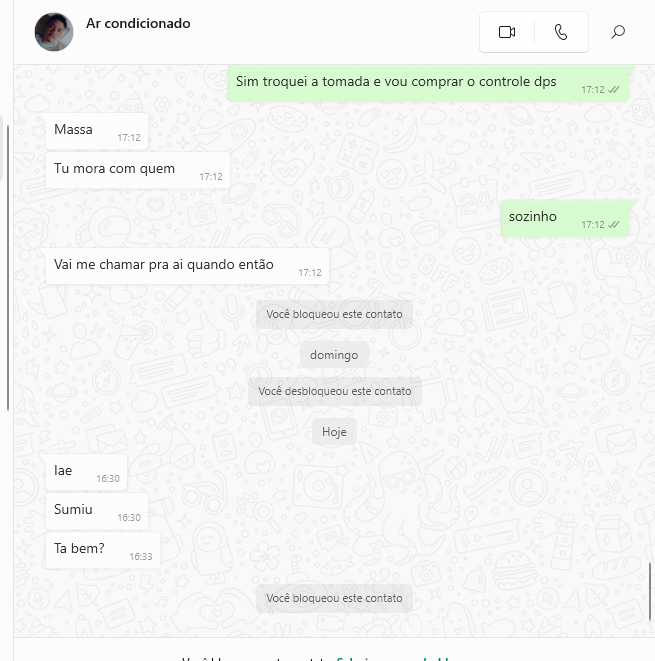 Ar condicionado
Sim troquei a tomada e vou comprar o controle dps
17:12
Massa
17:12
Tu mora com quem
17:12
sozinho
17:12
Vai me chamar pra ai quando então
17:12
Você bloqueou este contato
domingo
Você desbloqueou este contato
Hoje
Iae
16:30
Sumiu
16:30
Ta bem?
16:33
Você bloqueou este contato